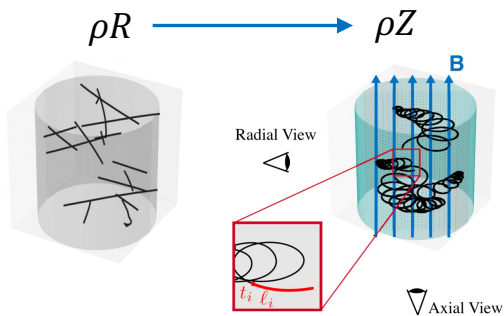 ρR
ρZ
B
Radial View
t_i ℓ_i
Axial View